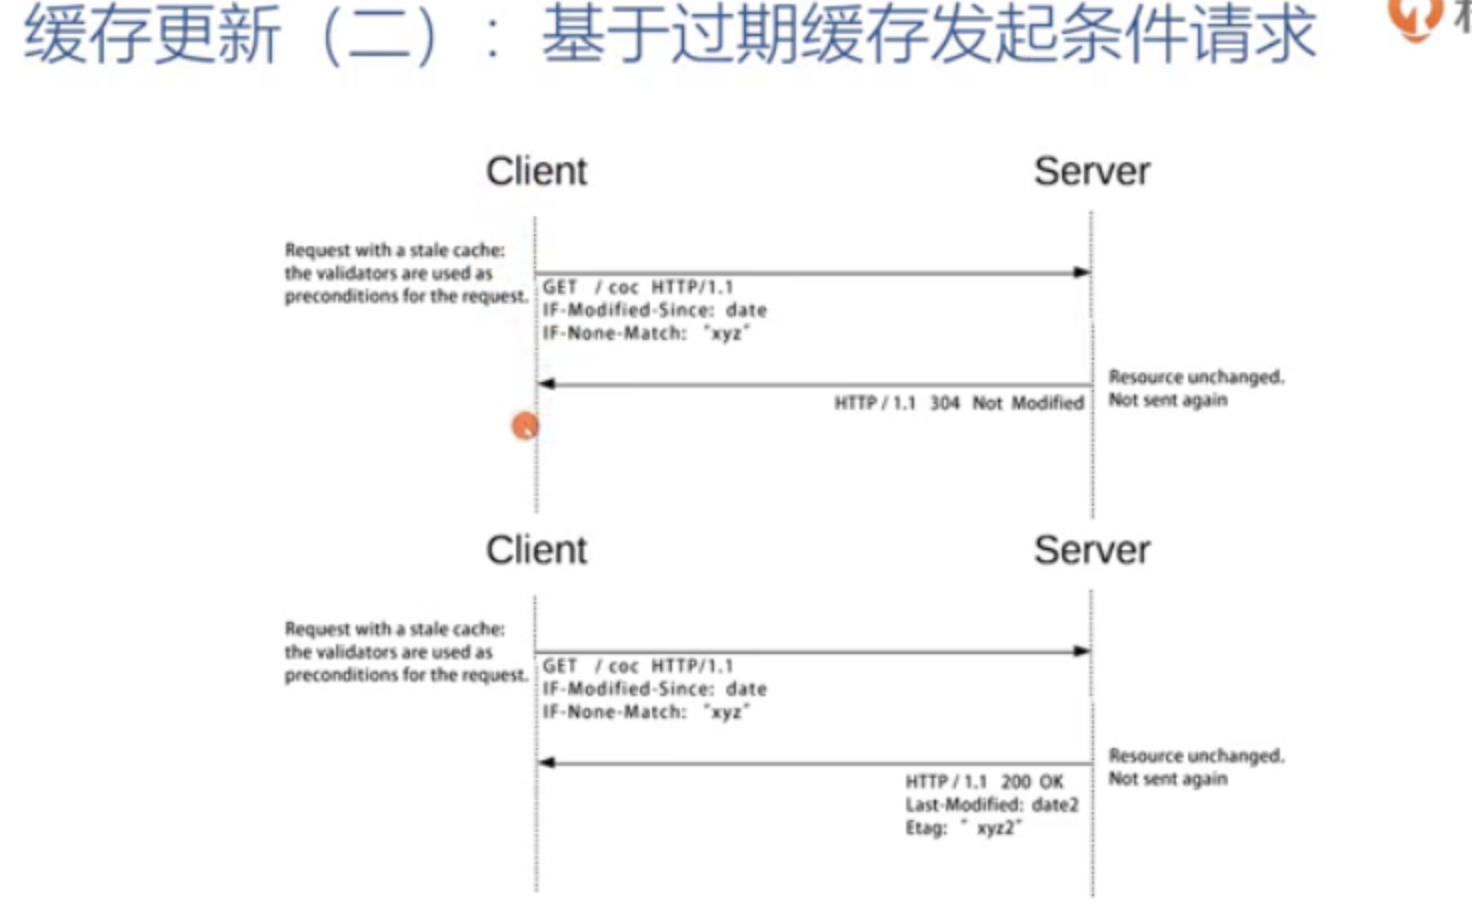 缓存更新（二）：基于过期缓存发起条件请求
Client
Server
Request with a stale cache:
the validators are used as
preconditions for the request.
GET / coc HTTP/1.1
IF-Modified-Since: date
IF-None-Match: "xyz"
Resource unchanged.
Not sent again
HTTP / 1.1 304 Not Modified
Client
Server
Request with a stale cache:
the validators are used as
preconditions for the request.
GET / coc HTTP/1.1
IF-Modified-Since: date
IF-None-Match: "xyz"
Resource unchanged.
Not sent again
HTTP / 1.1 200 OK
Last-Modified: date2
Etag: " xyz2"